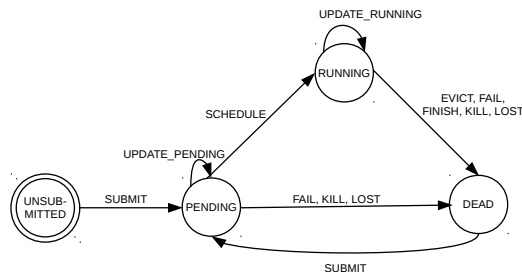 UPDATE_RUNNING
RUNNING
EVICT, FAIL,
FINISH, KILL, LOST
SCHEDULE
UPDATE_PENDING
UNSUB-
MITTED
SUBMIT
PENDING
FAIL, KILL, LOST
DEAD
SUBMIT